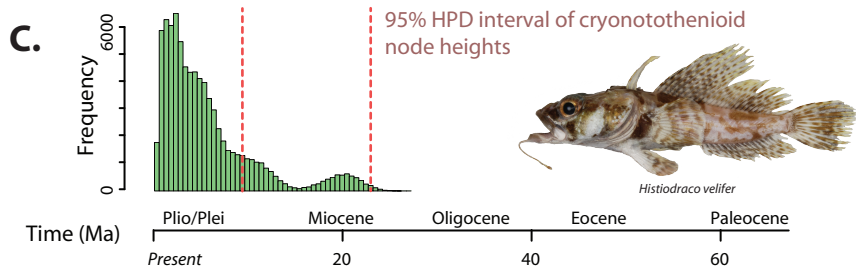 C.
95% HPD interval of cryonotothenioid
node heights
6000
Frequency
0
Histiodraco velifer
Plio/Plei Miocene Oligocene Eocene Paleocene
Time (Ma)
Present 20 40 60